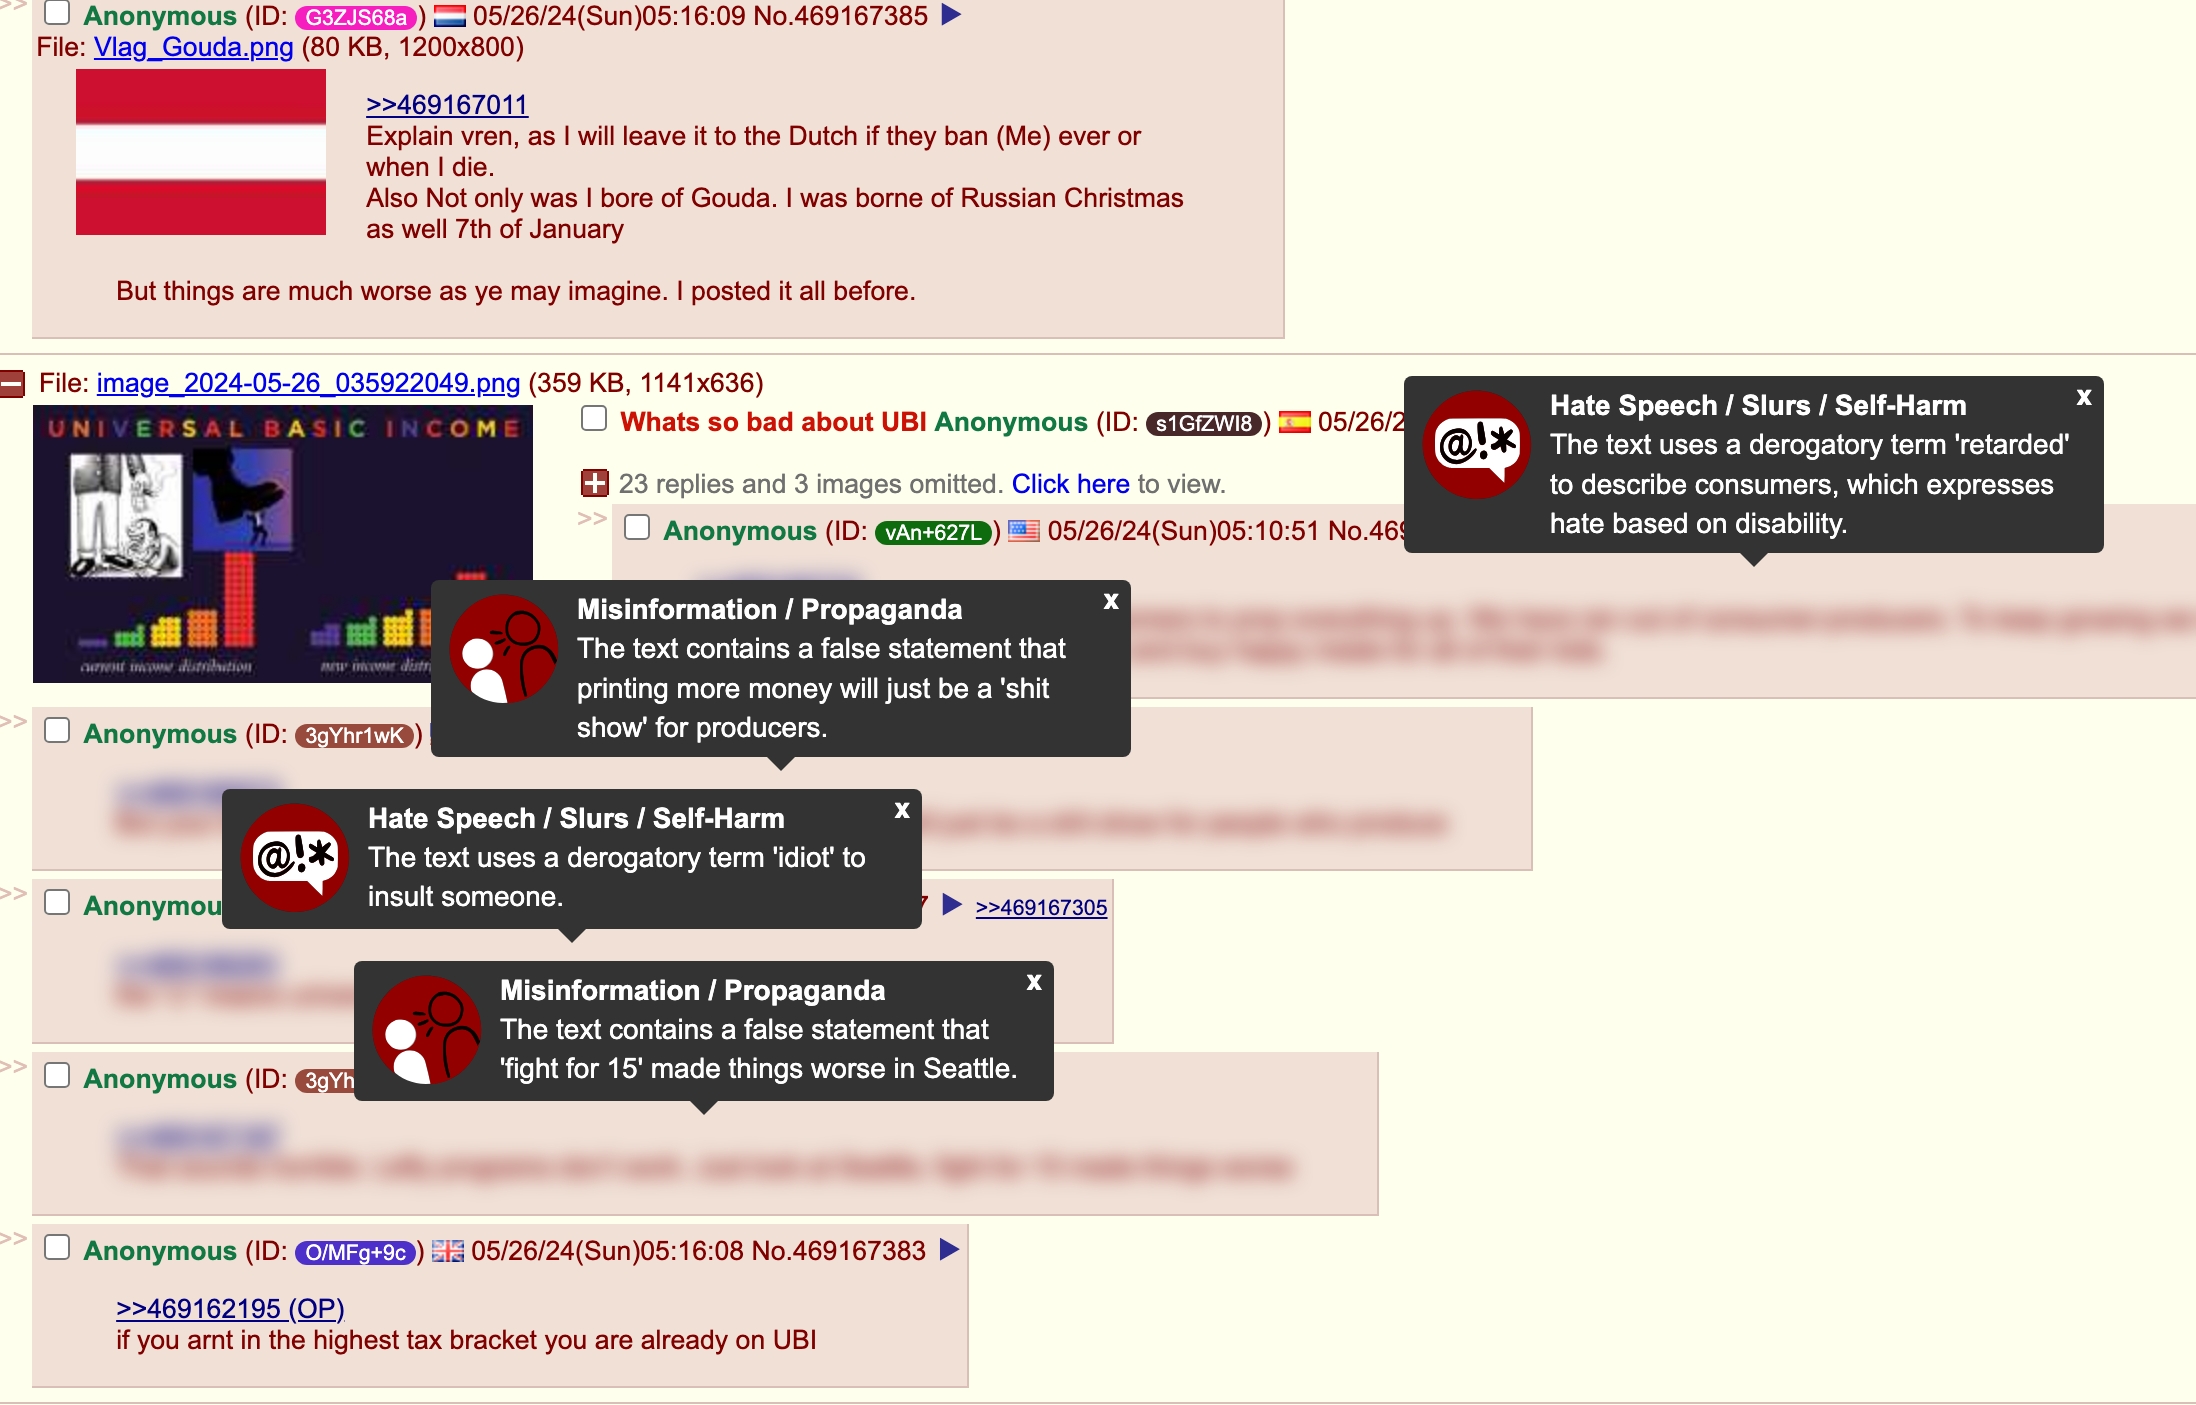 >> Anonymous (ID: G3ZJS68a) 05/26/24(Sun)05:16:09 No.469167385 ▶
File: Vlag_Gouda.png (80 KB, 1200x800)
>>469167011
Explain vren, as I will leave it to the Dutch if they ban (Me) ever or
when I die.
Also Not only was I bore of Gouda. I was borne of Russian Christmas
as well 7th of January
But things are much worse as ye may imagine. I posted it all before.
File: image_2024-05-26_035922049.png (359 KB, 1141x636)
UNIVERSAL BASIC INCOME
current income distribution
new income distr
Whats so bad about UBI Anonymous (ID: s1GfZWI8) 05/26/2
23 replies and 3 images omitted. Click here to view.
>> Anonymous (ID: vAn+627L) 05/26/24(Sun)05:10:51 No.469
Hate Speech / Slurs / Self-Harm x
The text uses a derogatory term 'retarded'
to describe consumers, which expresses
hate based on disability.
Misinformation / Propaganda x
The text contains a false statement that
printing more money will just be a 'shit
show' for producers.
>> Anonymous (ID: 3gYhr1wK)
Hate Speech / Slurs / Self-Harm x
@!*
The text uses a derogatory term 'idiot' to
insult someone.
>> Anonymou ▶ >>469167305
Misinformation / Propaganda x
The text contains a false statement that
'fight for 15' made things worse in Seattle.
>> Anonymous (ID: 3gYh
>> Anonymous (ID: O/MFg+9c) 05/26/24(Sun)05:16:08 No.469167383 ▶
>>469162195 (OP)
if you arnt in the highest tax bracket you are already on UBI